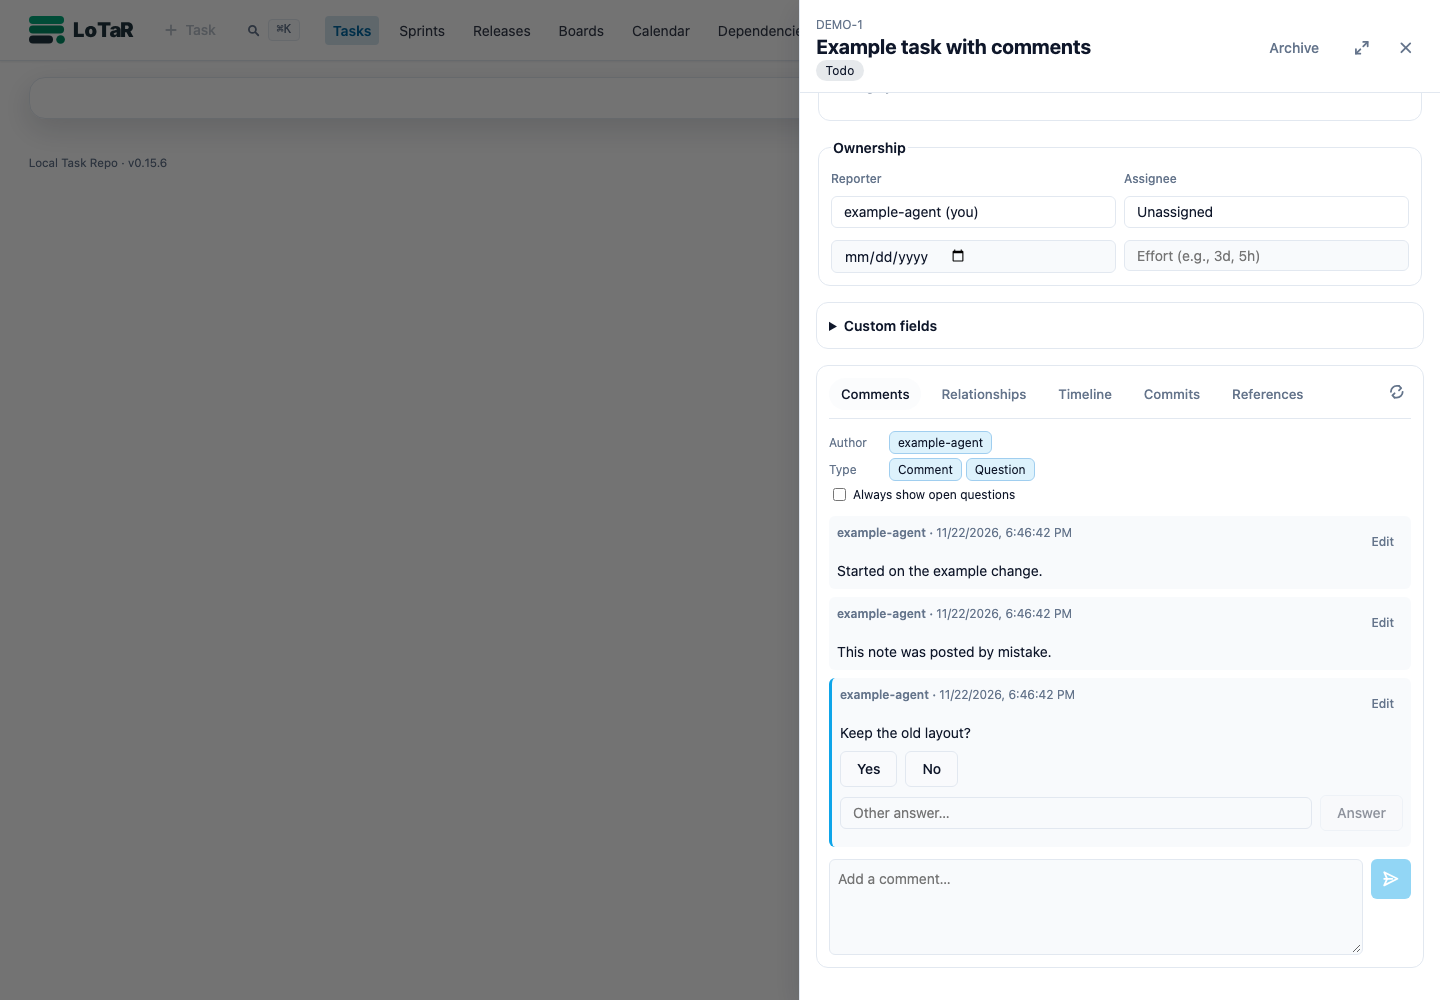 LoTaR
Task
⌘K
Tasks
Sprints
Releases
Boards
Calendar
Local Task Repo · v0.15.6
DEMO-1
Example task with comments
Todo
Archive
Ownership
Reporter
Assignee
example-agent (you)
Unassigned
mm/dd/yyyy
Effort (e.g., 3d, 5h)
Custom fields
Comments
Relationships
Timeline
Commits
References
Author
example-agent
Type
Comment
Question
Always show open questions
example-agent · 11/22/2026, 6:46:42 PM
Edit
Started on the example change.
example-agent · 11/22/2026, 6:46:42 PM
Edit
This note was posted by mistake.
example-agent · 11/22/2026, 6:46:42 PM
Edit
Keep the old layout?
Yes
No
Other answer...
Answer
Add a comment...